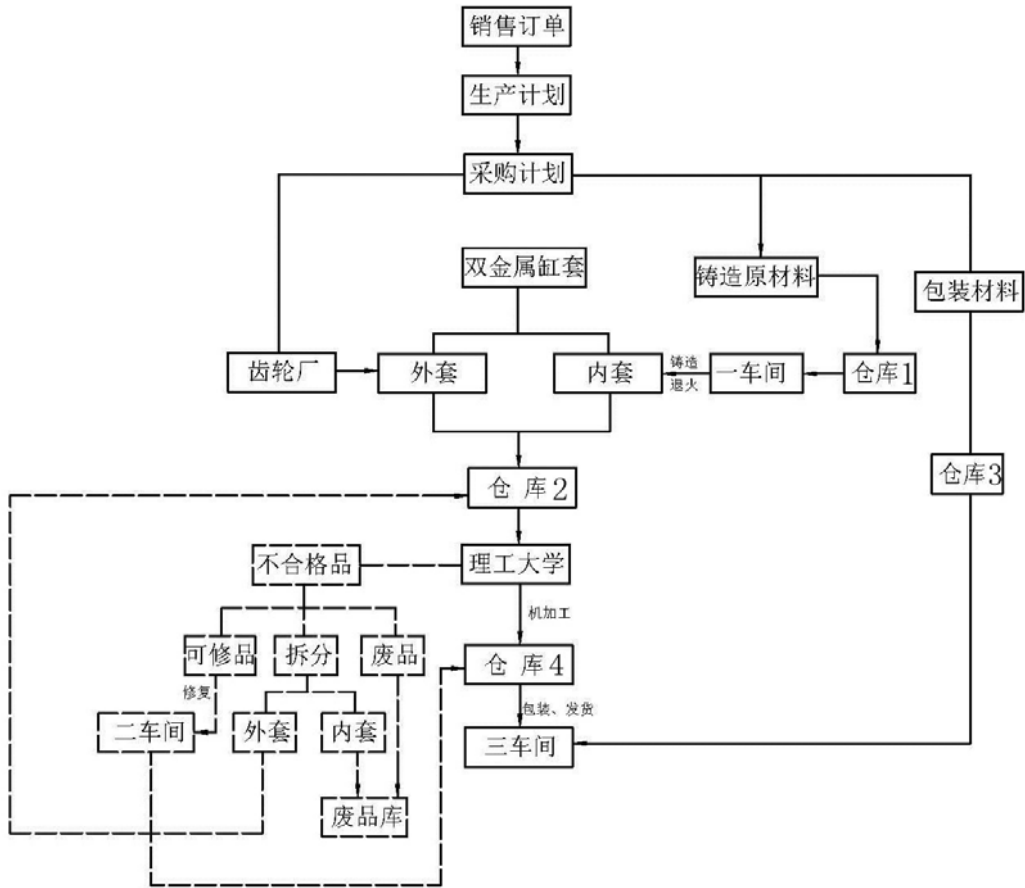 销售订单
生产计划
采购计划
双金属缸套
铸造原材料
包装材料
齿轮厂
外套
内套
铸造
退火
一车间
仓库1
仓 库2
仓库3
不合格品
理工大学
机加工
可修品
拆分
废品
仓 库4
修复
包装、发货
二车间
外套
内套
三车间
废品库